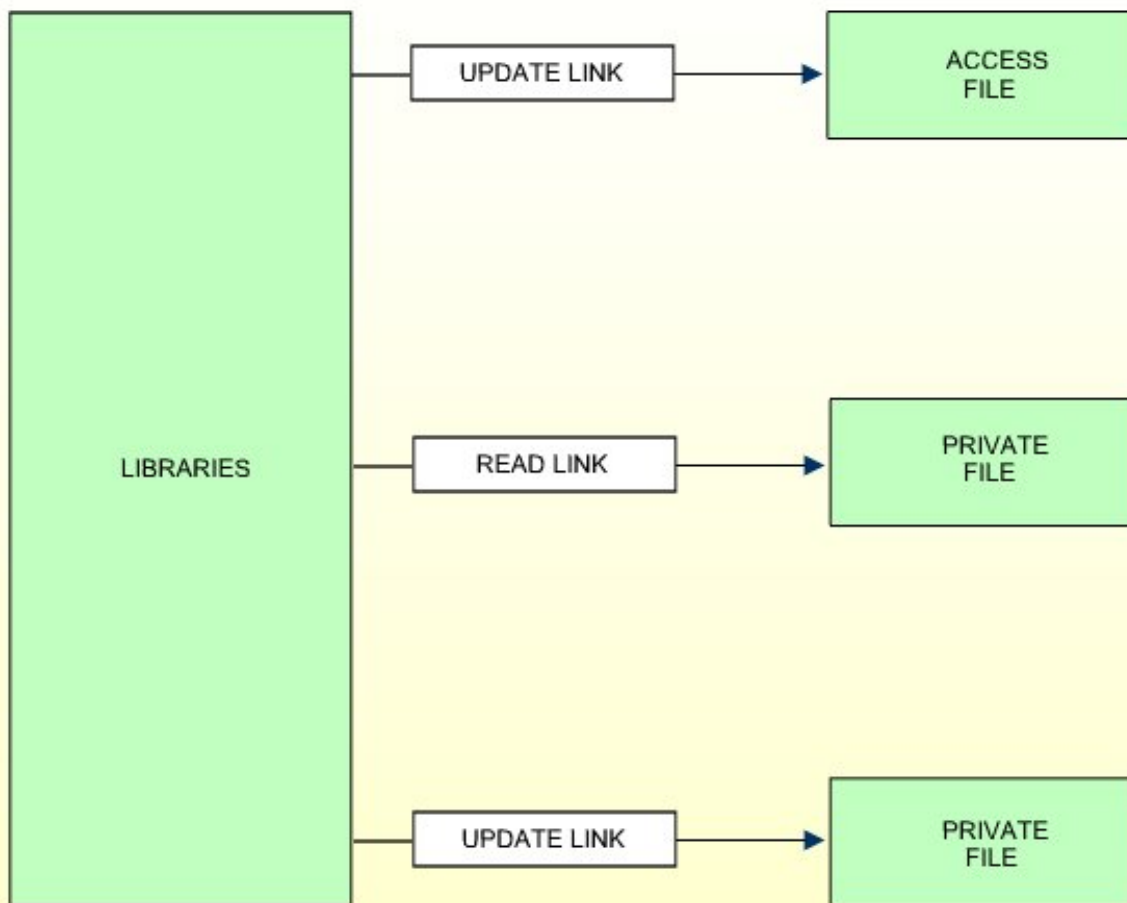 UPDATE LINK
ACCESS
FILE
LIBRARIES
READ LINK
PRIVATE
FILE
UPDATE LINK
PRIVATE
FILE